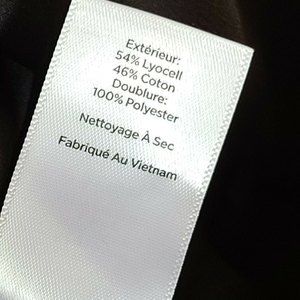 Extérieur:
54% Lyocell
46% Coton
Doublure:
100% Polyester
Nettoyage À Sec
Fabriqué Au Vietnam